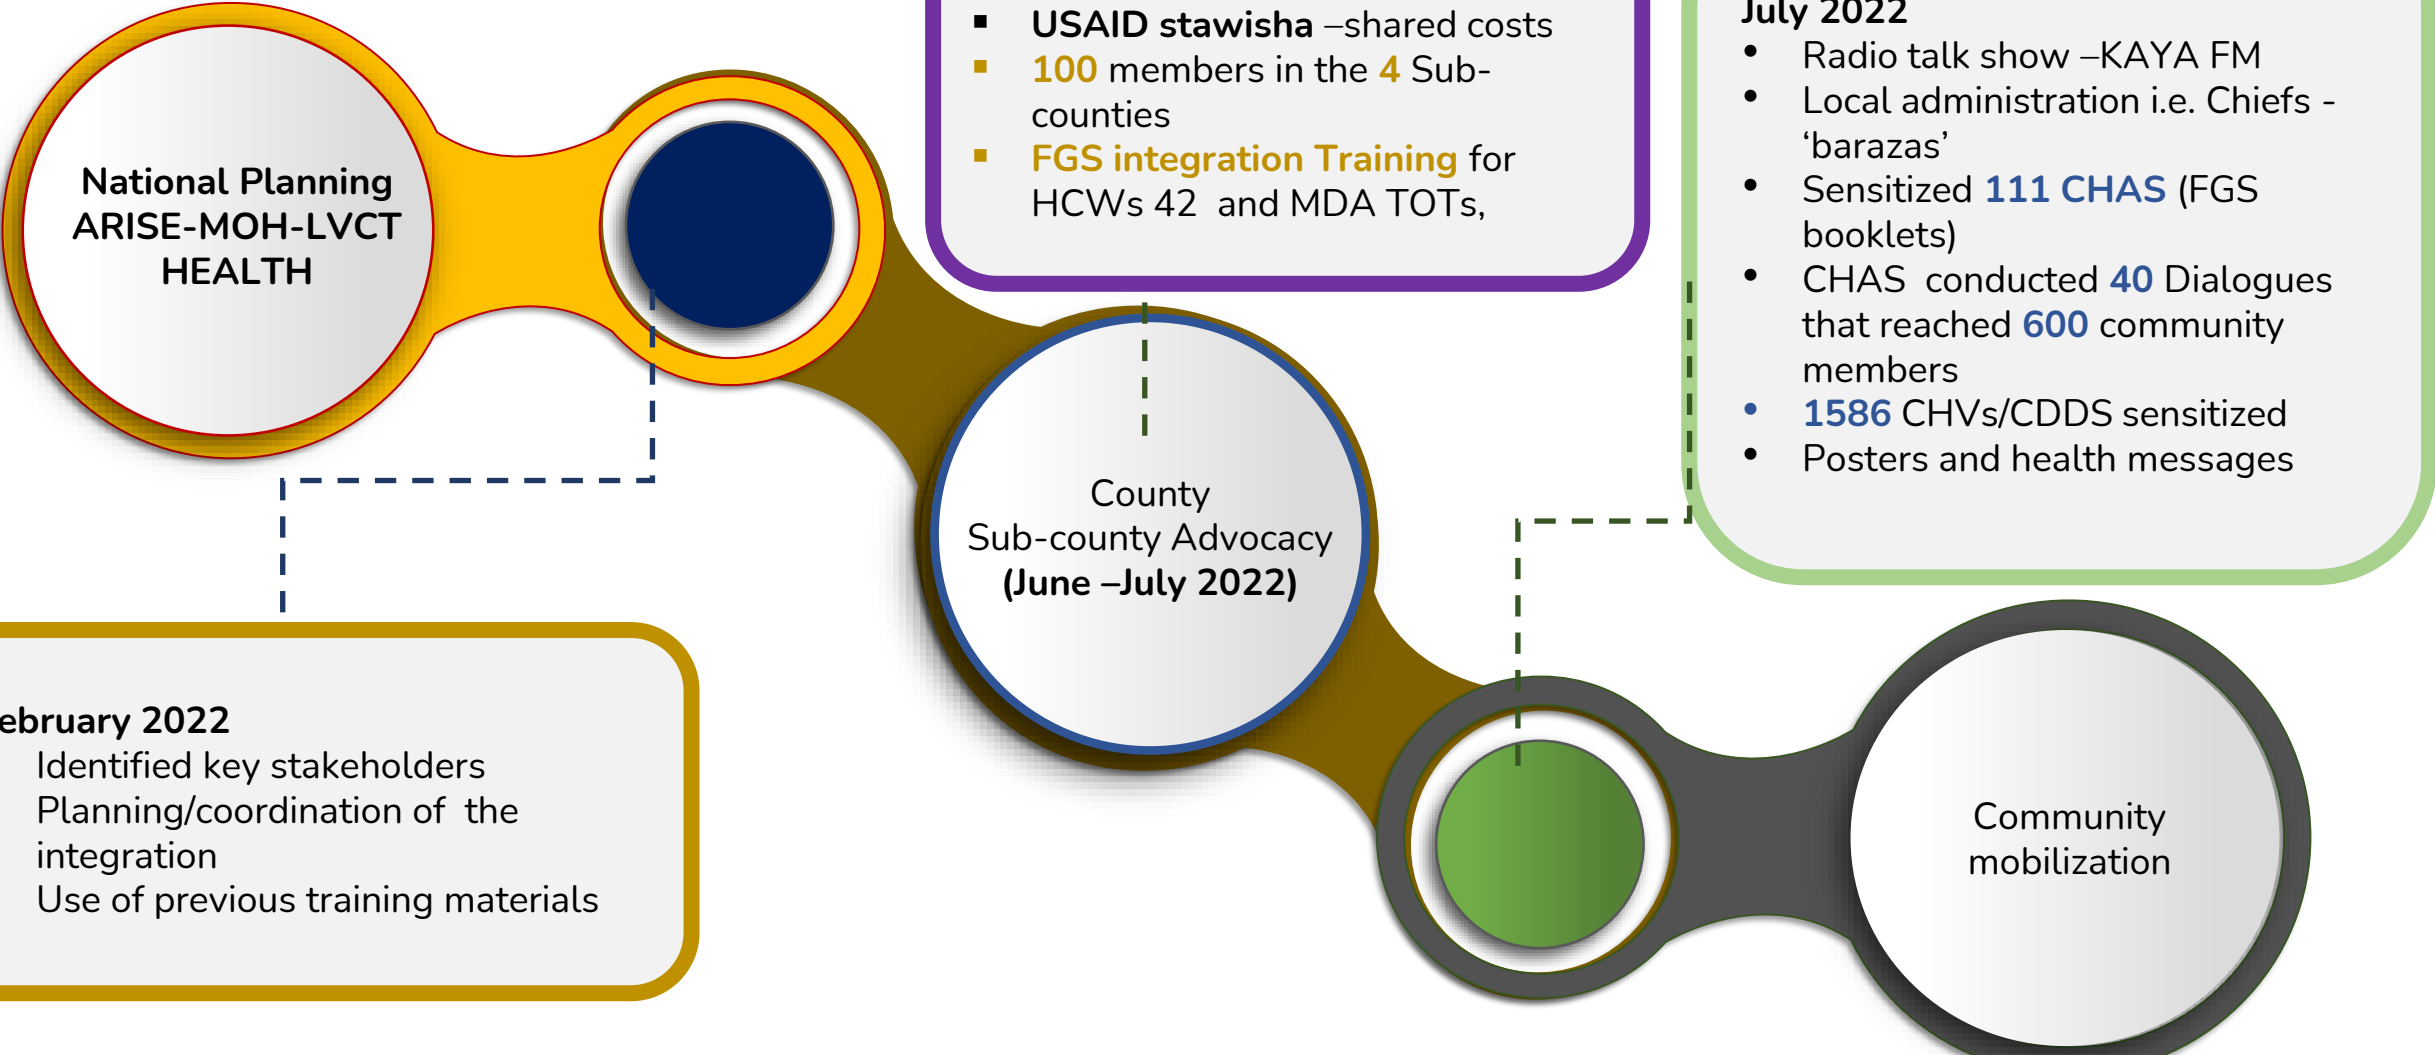 National Planning
ARISE-MOH-LVCT
HEALTH
▪ USAID stawisha –shared costs
▪ 100 members in the 4 Sub-
counties
▪ FGS integration Training for
HCWs 42  and MDA TOTs,
July 2022
• Radio talk show –KAYA FM
• Local administration i.e. Chiefs -
‘barazas’
• Sensitized 111 CHAS (FGS
booklets)
• CHAS  conducted 40 Dialogues
that reached 600 community
members
• 1586 CHVs/CDDS sensitized
• Posters and health messages
County
Sub-county Advocacy
(June –July 2022)
ebruary 2022
Identified key stakeholders
Planning/coordination of  the
integration
Use of previous training materials
Community
mobilization